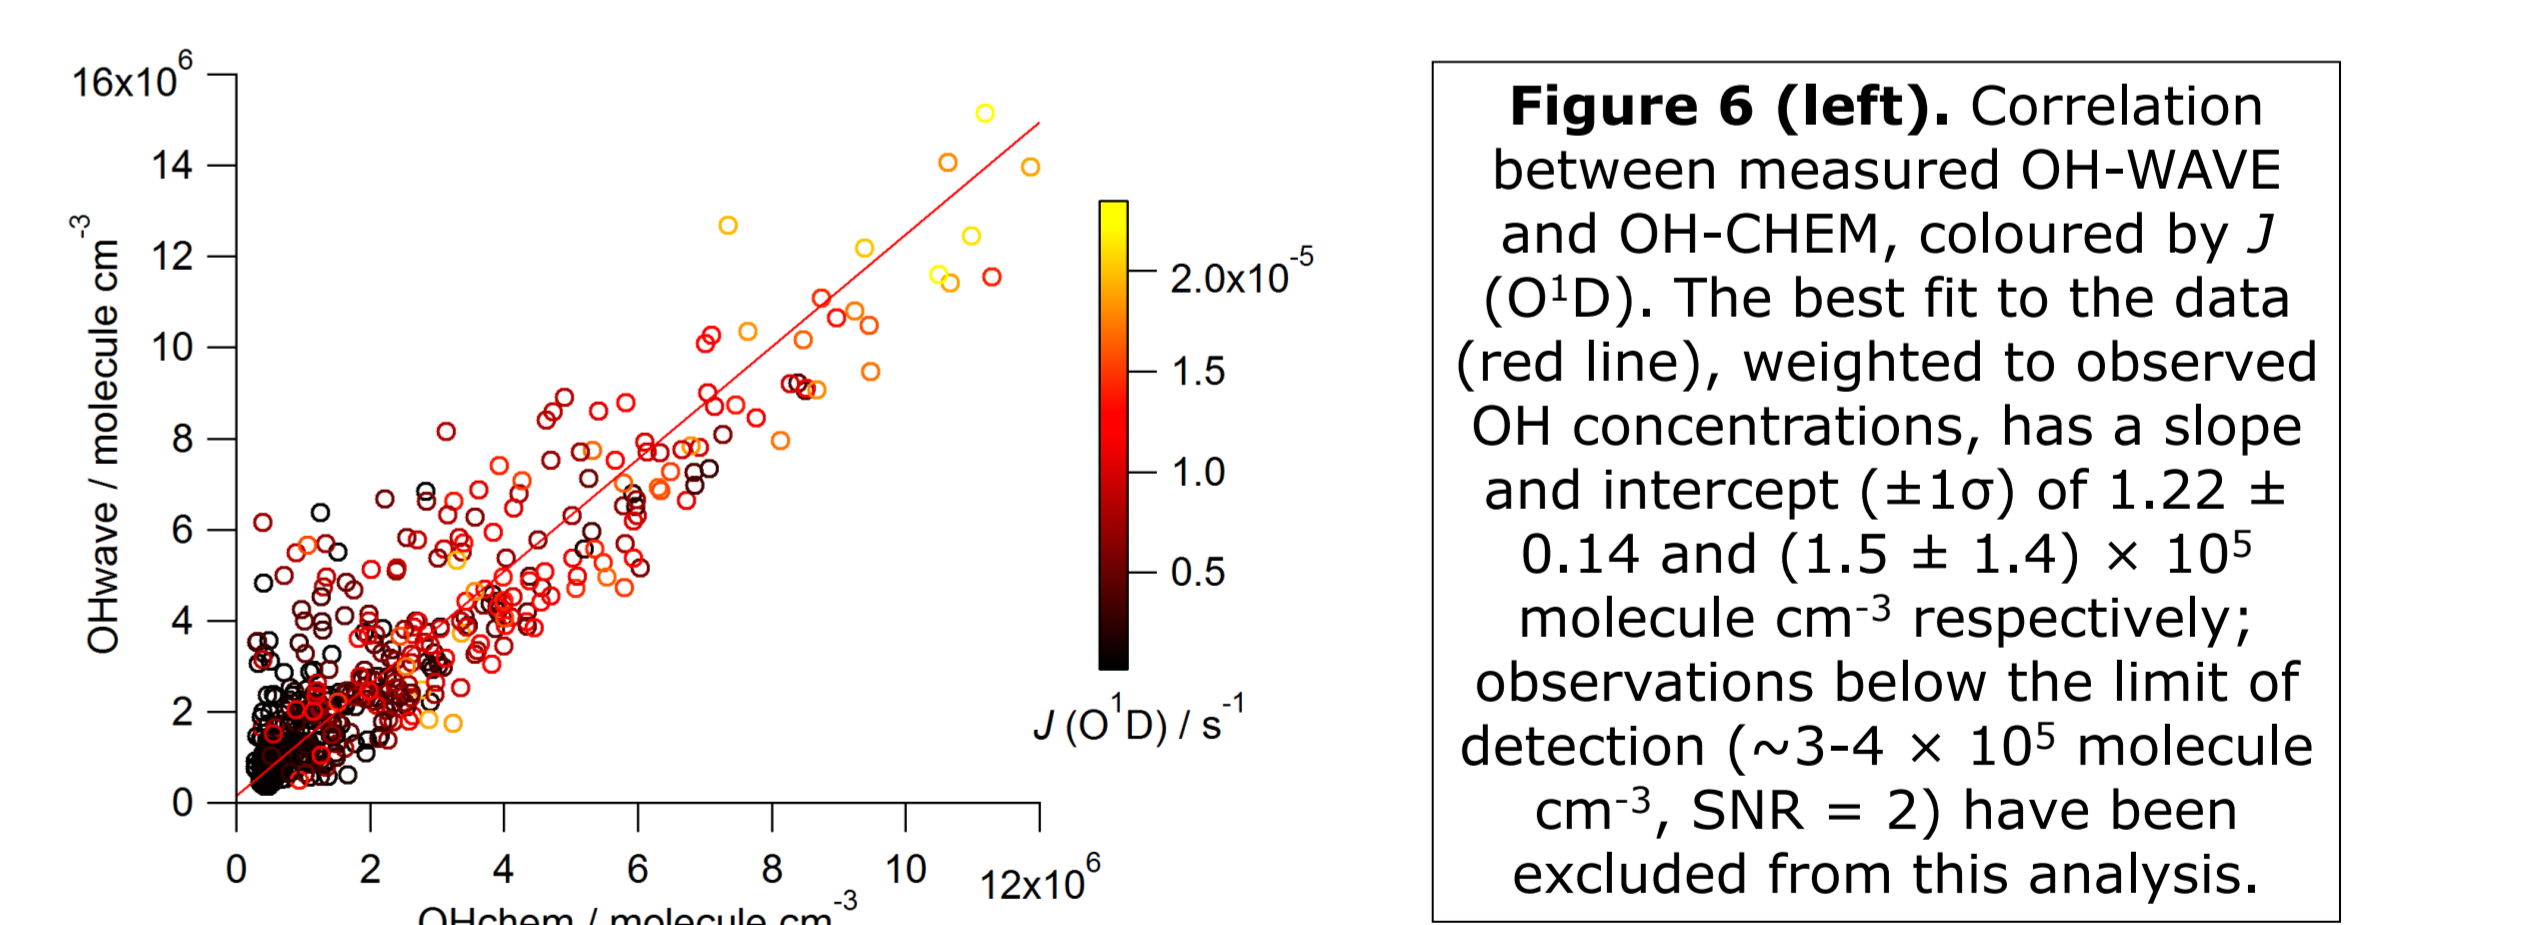 16x10⁶
14
12
10
8
6
4
2
0
OHwave / molecule cm⁻³
0 2 4 6 8 10 12x10⁶
OHchem / molecule cm⁻³
2.0x10⁻⁵
1.5
1.0
0.5
J (O¹D) / s⁻¹
Figure 6 (left). Correlation
between measured OH-WAVE
and OH-CHEM, coloured by J
(O¹D). The best fit to the data
(red line), weighted to observed
OH concentrations, has a slope
and intercept (±1σ) of 1.22 ±
0.14 and (1.5 ± 1.4) × 10⁵
molecule cm⁻³ respectively;
observations below the limit of
detection (~3-4 × 10⁵ molecule
cm⁻³, SNR = 2) have been
excluded from this analysis.